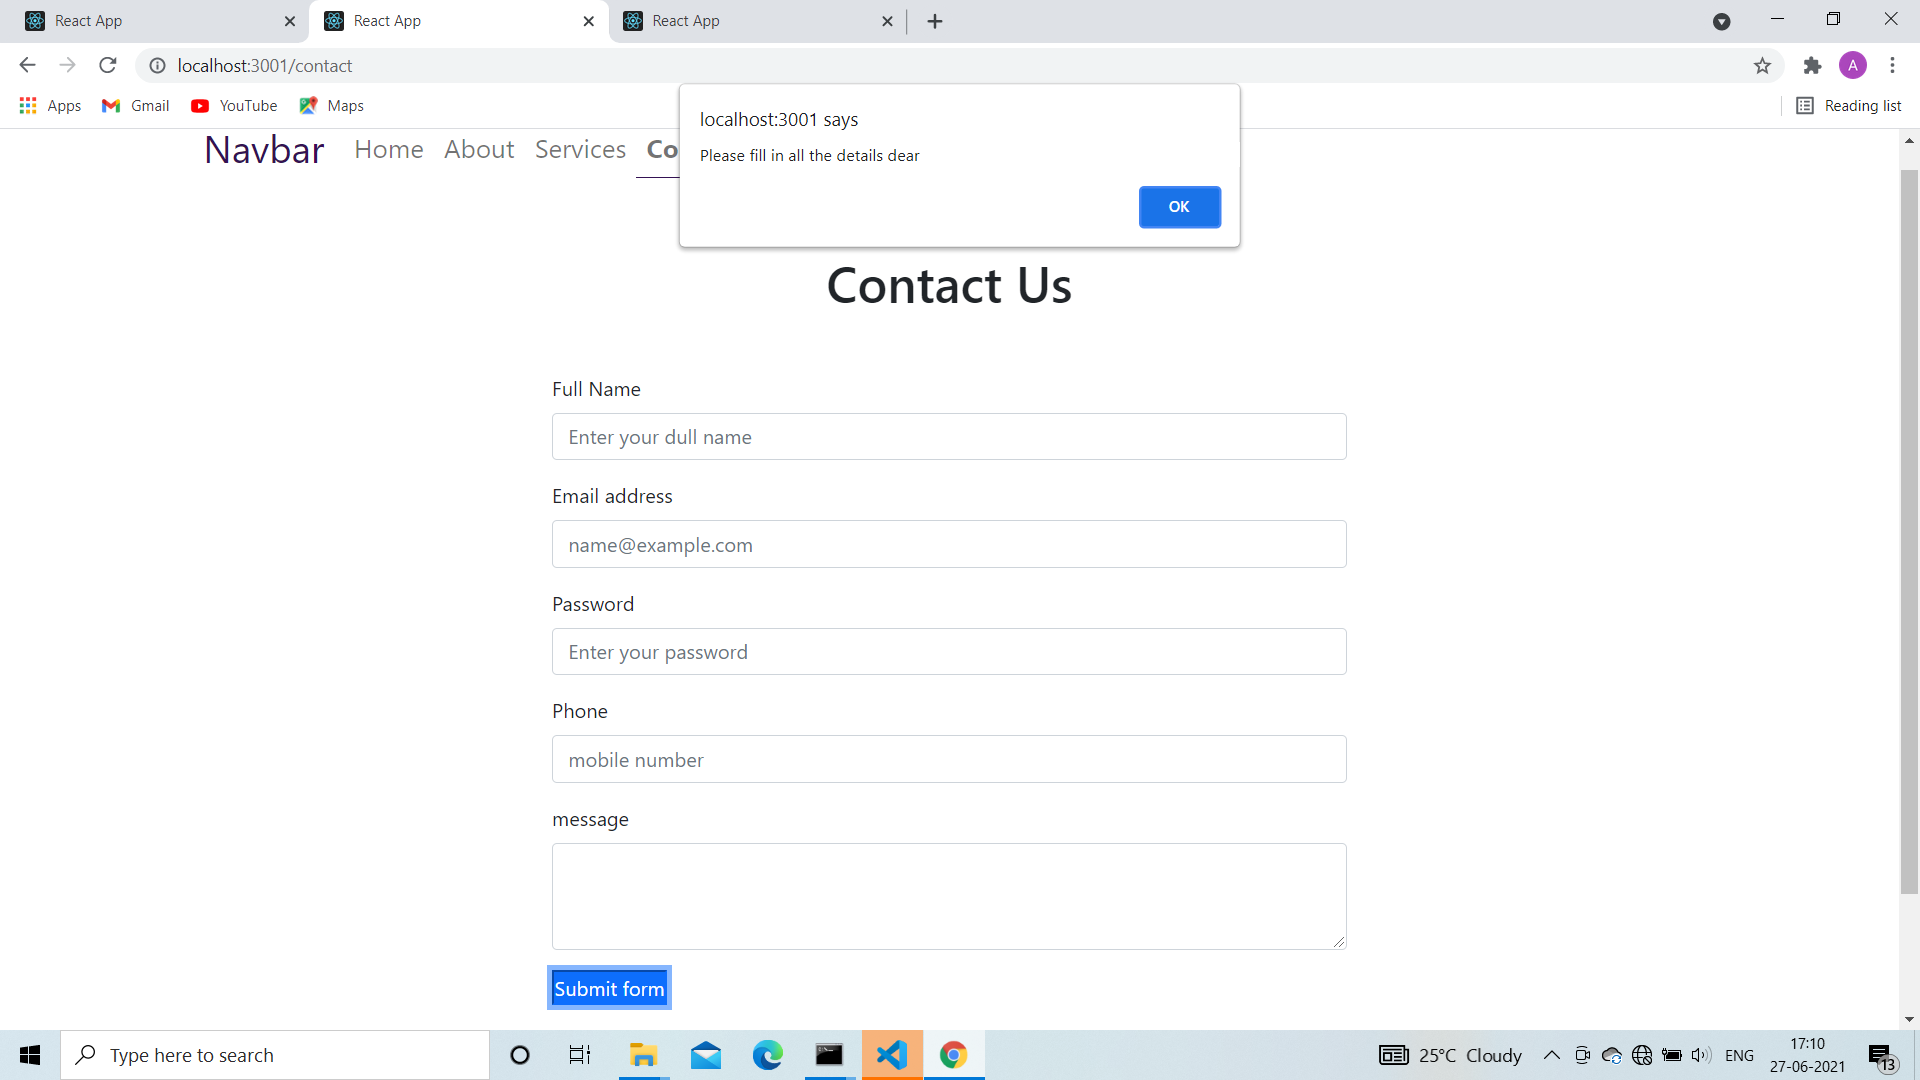 React App
React App
React App
localhost:3001/contact
A
Apps
Gmail
YouTube
Maps
Reading list
localhost:3001 says
Please fill in all the details dear
OK
Navbar
Home
About
Services
Co
Contact Us
Full Name
Enter your dull name
Email address
name@example.com
Password
Enter your password
Phone
mobile number
message
Submit form
Type here to search
25°C Cloudy
ENG
17:10
27-06-2021
13